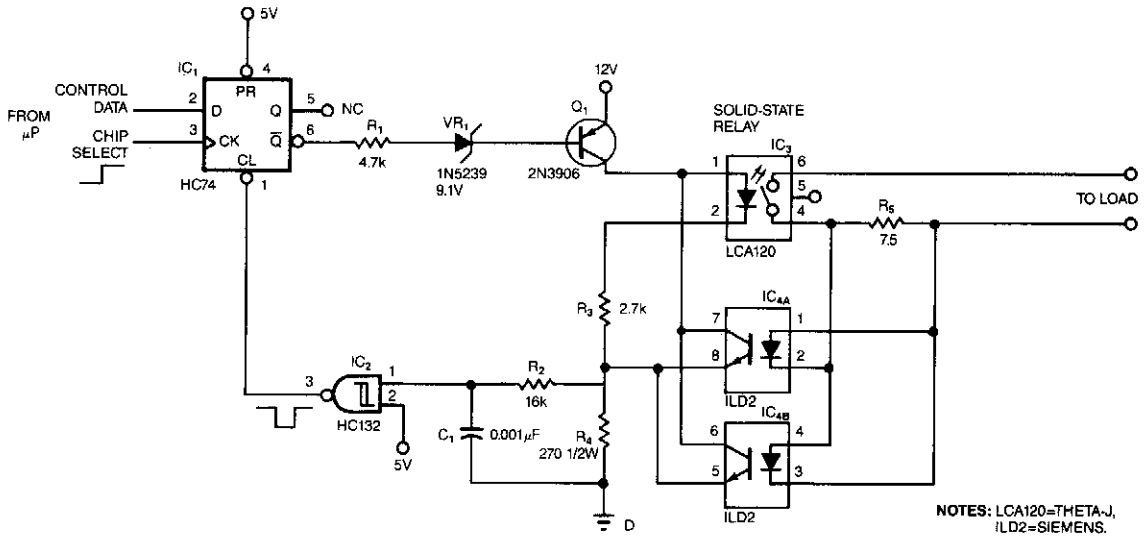 5V
IC1
4
PR
CONTROL DATA
2
D
Q
5
NC
FROM μP
CHIP SELECT
3
CK
Q
6
CL
HC74
1
R1
4.7k
VR1
1N5239
9.1V
Q1
12V
2N3906
SOLID-STATE RELAY
IC3
1
6
5
2
4
LCA120
TO LOAD
R5
7.5
R3
2.7k
IC4A
7
1
8
2
ILD2
IC2
3
1
2
HC132
5V
R2
16k
C1
0.001μF
R4
270 1/2W
D
IC4B
6
4
5
3
ILD2
NOTES: LCA120=THETA-J,
ILD2=SIEMENS.